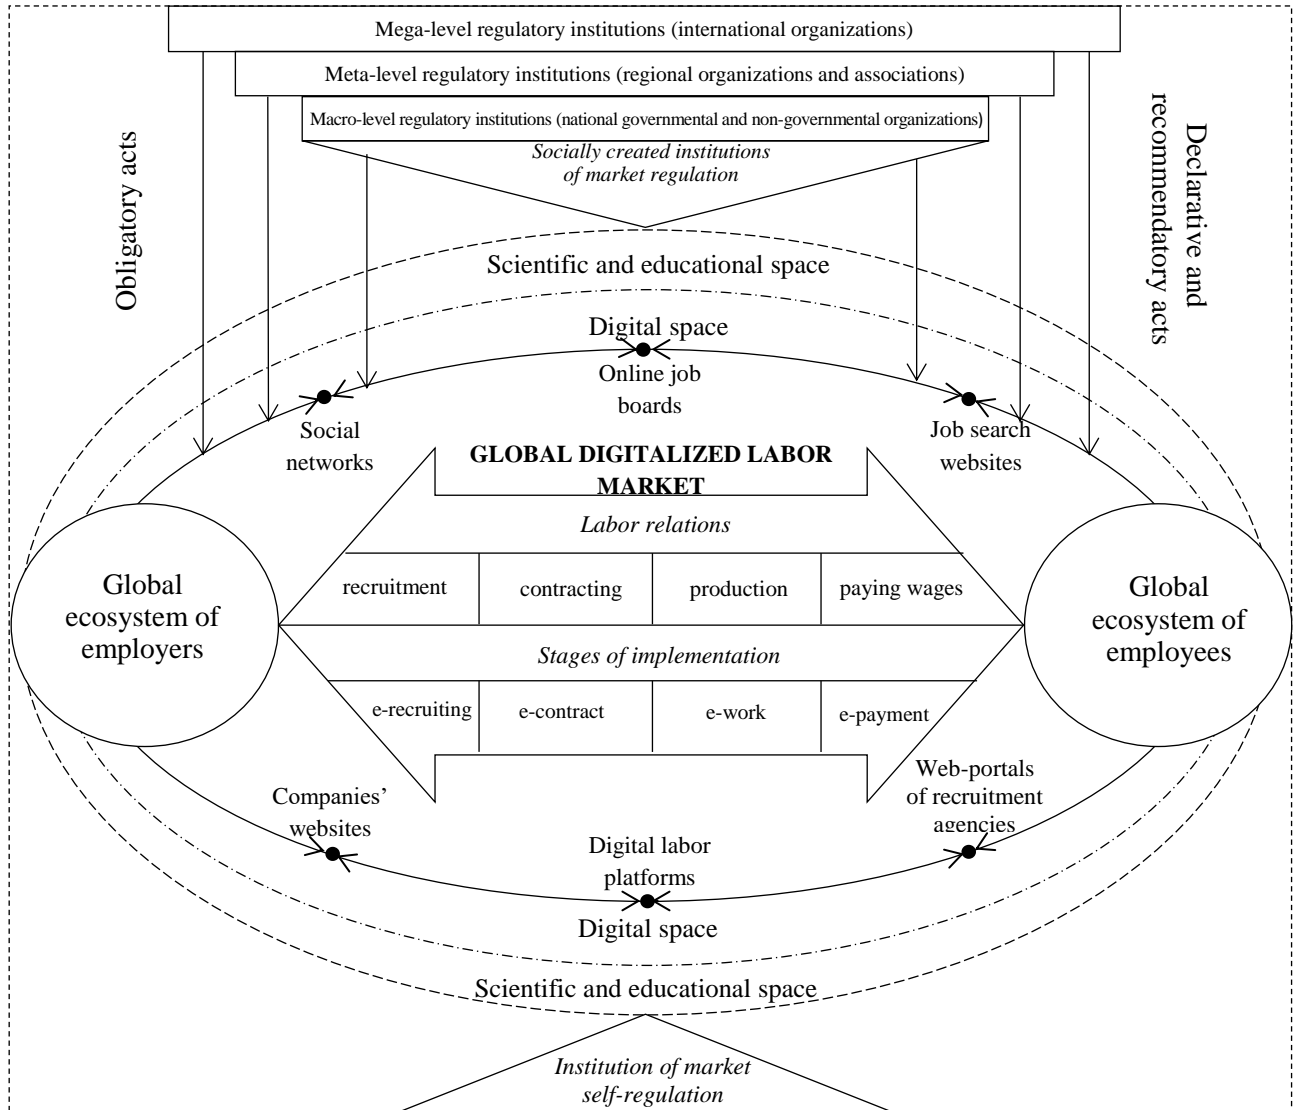 Mega-level regulatory institutions (international organizations)
Meta-level regulatory institutions (regional organizations and associations)
Macro-level regulatory institutions (national governmental and non-governmental organizations)
Socially created institutions
of market regulation
Obligatory acts
Declarative and
recommendatory acts
Scientific and educational space
Digital space
Online job
boards
Social
networks
Job search
websites
GLOBAL DIGITALIZED LABOR
MARKET
Labor relations
recruitment
contracting
production
paying wages
Global
ecosystem of
employers
Global
ecosystem of
employees
Stages of implementation
e-recruiting
e-contract
e-work
e-payment
Companies’
websites
Digital labor
platforms
Web-portals
of recruitment
agencies
Digital space
Scientific and educational space
Institution of market
self-regulation